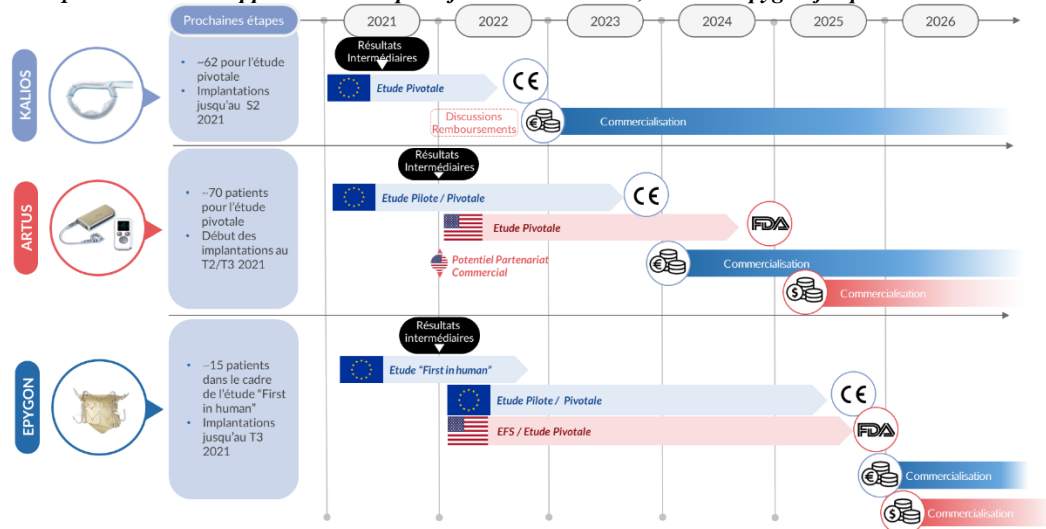 Prochaines étapes
2021
2022
2023
2024
2025
2026
KALIOS
~62 pour l'étude
pivotale
Implantations
jusqu'au S2
2021
Résultats
Intermédiaires
Etude Pivotale
CE
Discussions
Remboursements
€
Commercialisation
ARTUS
~70 patients
pour l'étude
pivotale
Début des
implantations au
T2/T3 2021
Résultats
Intermédiaires
Etude Pilote / Pivotale
CE
Etude Pivotale
FDA
Potentiel Partenariat
Commercial
€
Commercialisation
$
Commercialisation
EPYGON
~15 patients
dans le cadre
de l'étude "First
in human"
Implantations
jusqu'au T3
2021
Résultats
intermédiaires
Etude "First in human"
Etude Pilote / Pivotale
CE
EFS / Etude Pivotale
FDA
€
Commercialisation
$
Commercialisation